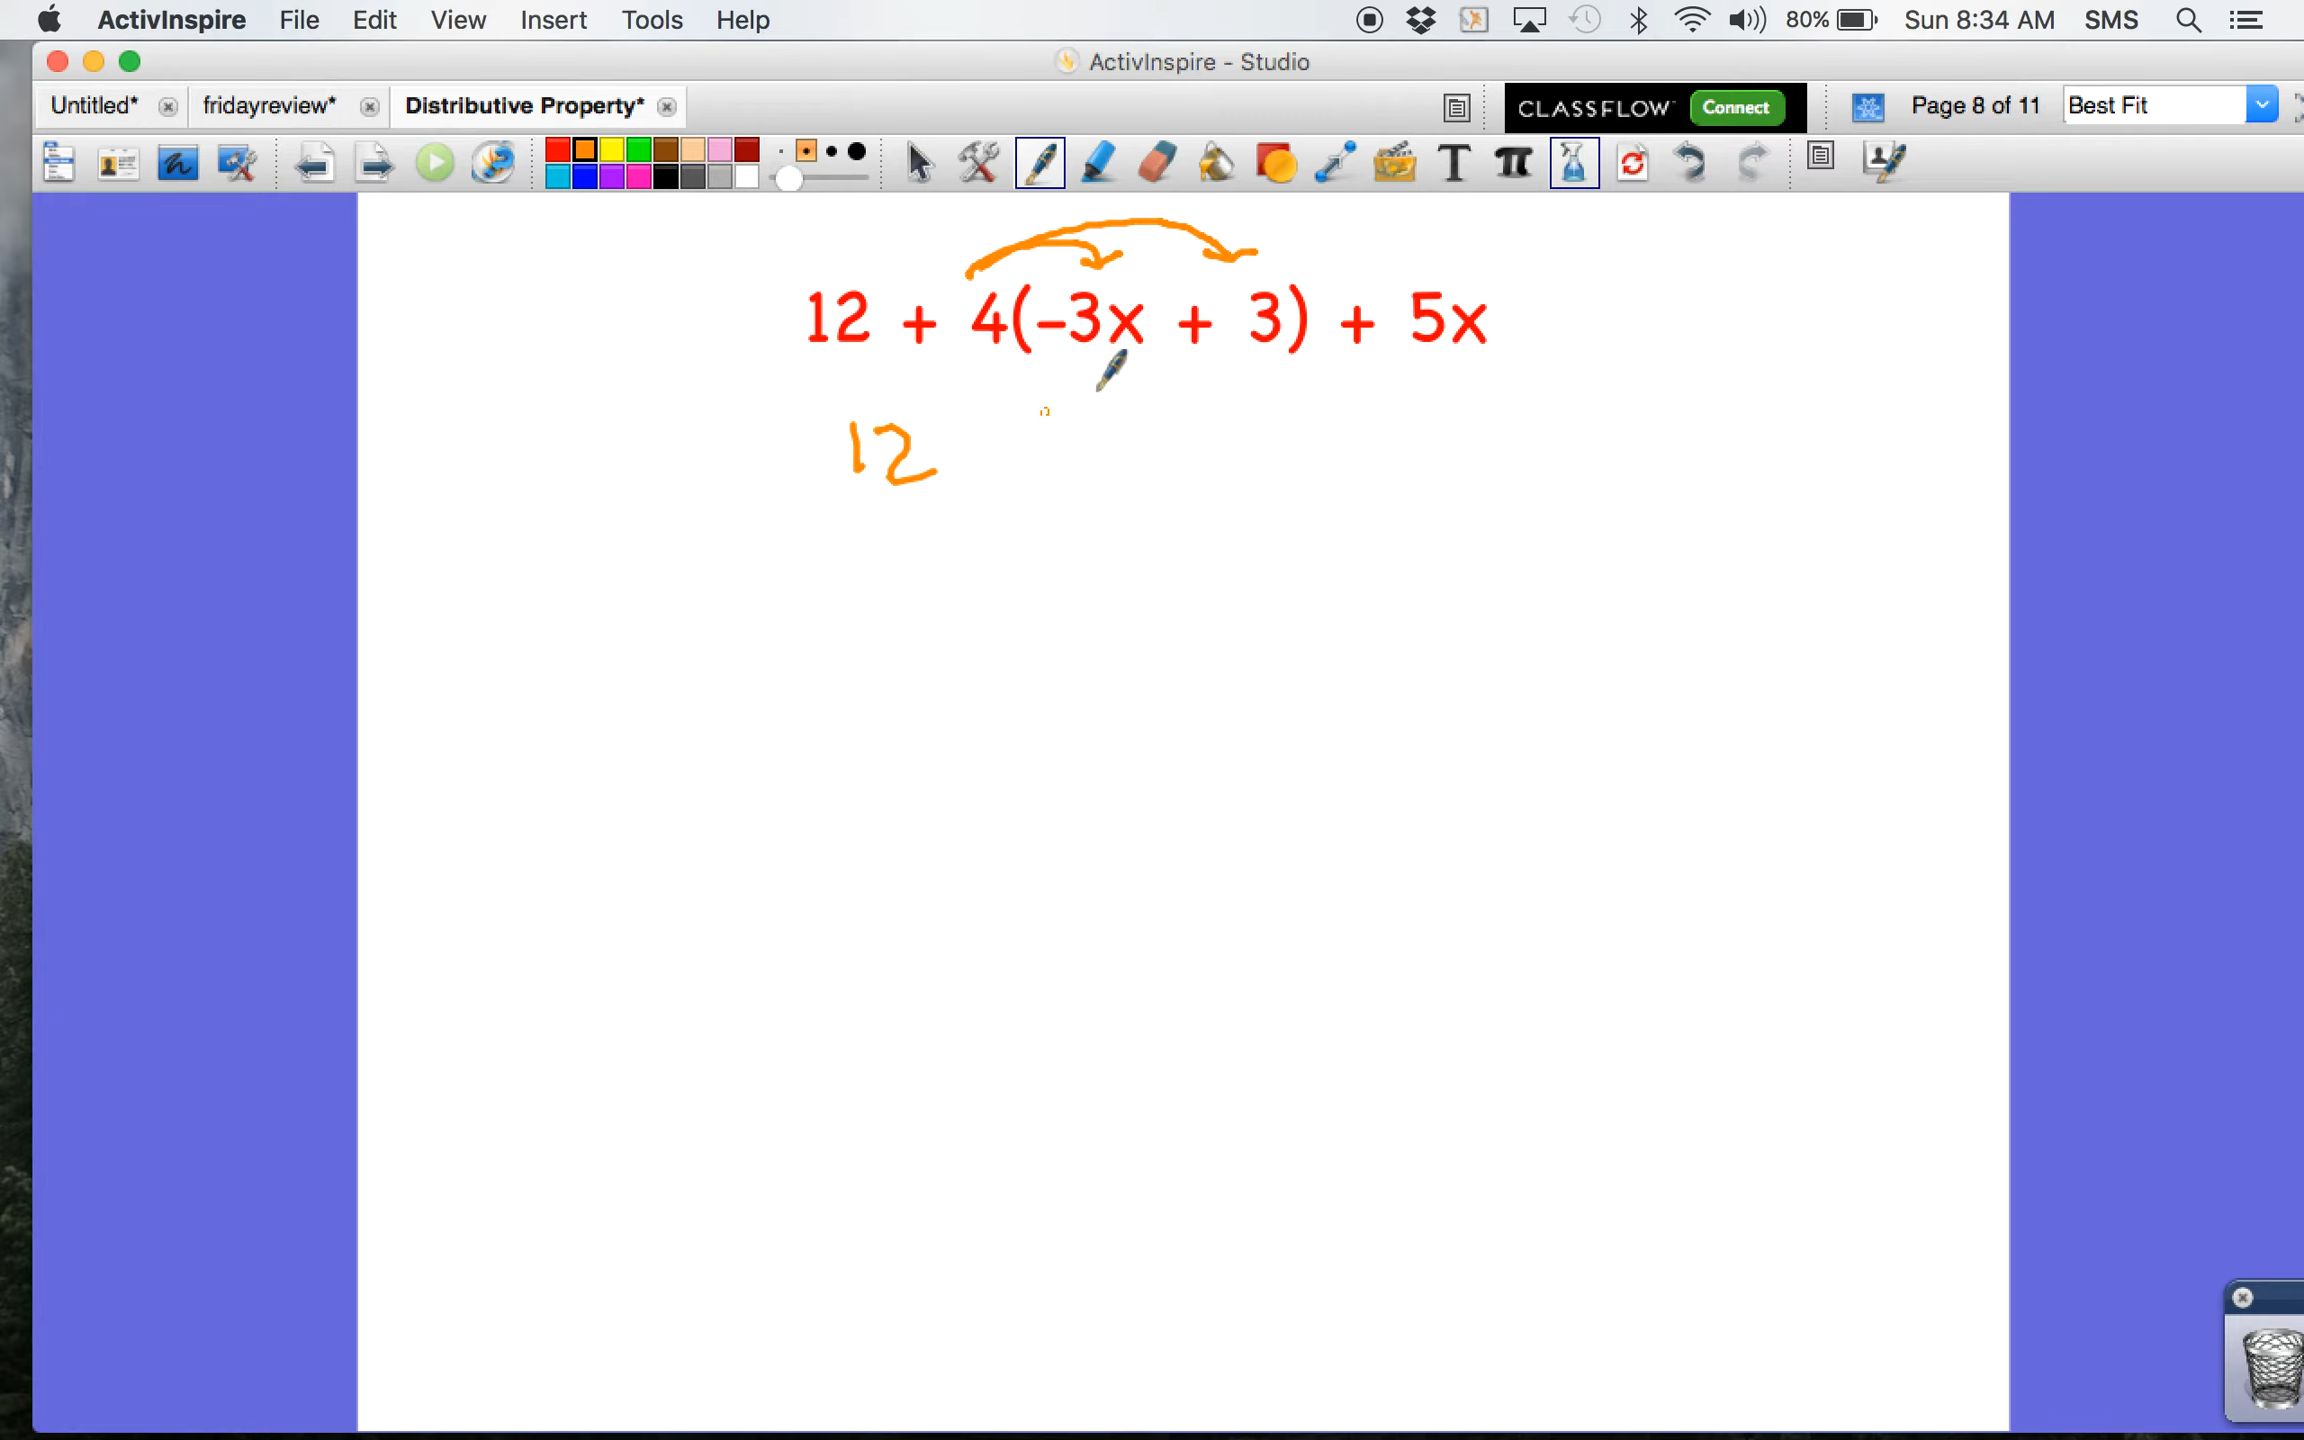 ActivInspire File Edit View Insert Tools Help 80% Sun 8:34 AM SMS
ActivInspire - Studio
Untitled* fridayreview* Distributive Property* CLASSFLOW Connect Page 8 of 11 Best Fit
T π
12 + 4(-3x + 3) + 5x
12